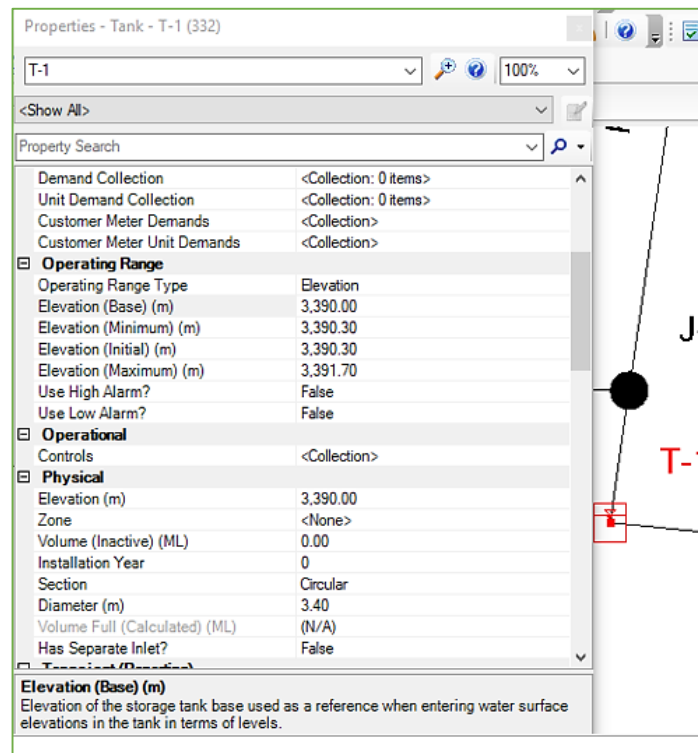 Properties - Tank - T-1 (332)
T-1
100%
<Show All>
Property Search
Demand Collection <Collection: 0 items>
Unit Demand Collection <Collection: 0 items>
Customer Meter Demands <Collection>
Customer Meter Unit Demands <Collection>
Operating Range
Operating Range Type Elevation
Elevation (Base) (m) 3,390.00
Elevation (Minimum) (m) 3,390.30
Elevation (Initial) (m) 3,390.30
Elevation (Maximum) (m) 3,391.70
Use High Alarm? False
Use Low Alarm? False
Operational
Controls <Collection>
Physical
Elevation (m) 3,390.00
Zone <None>
Volume (Inactive) (ML) 0.00
Installation Year 0
Section Circular
Diameter (m) 3.40
Volume Full (Calculated) (ML) (N/A)
Has Separate Inlet? False
Elevation (Base) (m)
Elevation of the storage tank base used as a reference when entering water surface
elevations in the tank in terms of levels.
J-
T-1